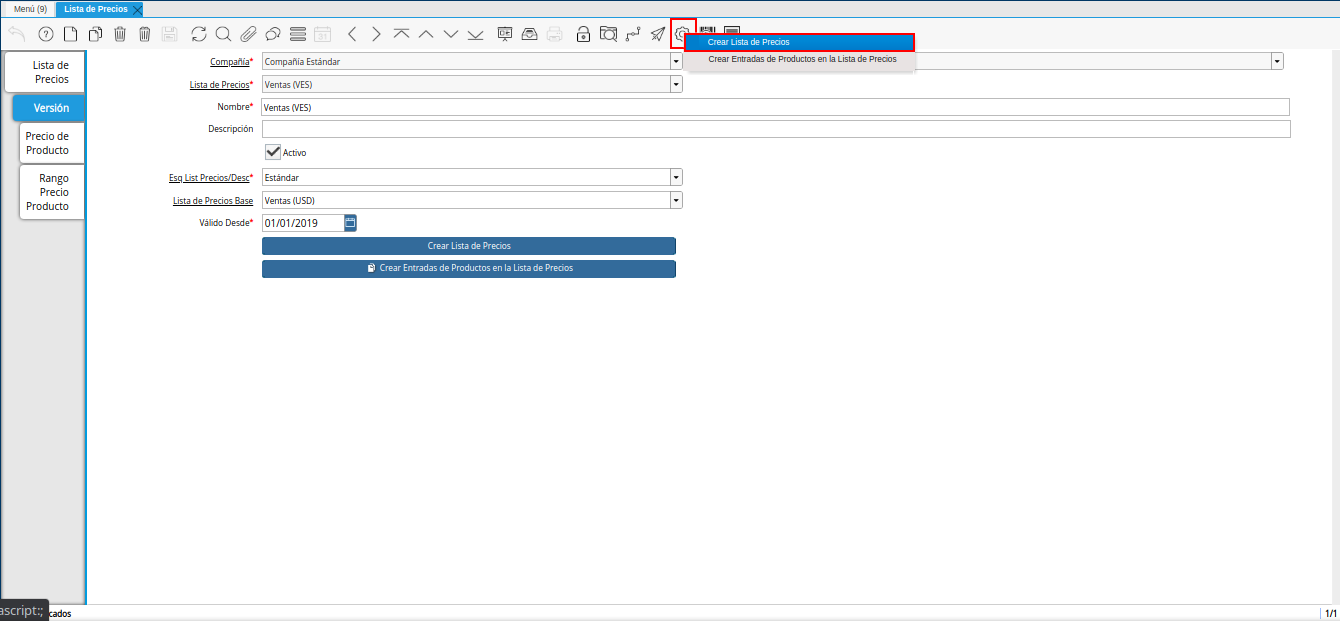 Menú (9)
Lista de Precios
Crear Lista de Precios
Crear Entradas de Productos en la Lista de Precios
Lista de
Precios
Versión
Precio de
Producto
Rango
Precio
Producto
Compañía* Compañía Estándar
Lista de Precios* Ventas (VES)
Nombre* Ventas (VES)
Descripción
Activo
Esq List Precios/Desc* Estándar
Lista de Precios Base Ventas (USD)
Válido Desde* 01/01/2019
Crear Lista de Precios
Crear Entradas de Productos en la Lista de Precios
ascript:;
cados
1/1